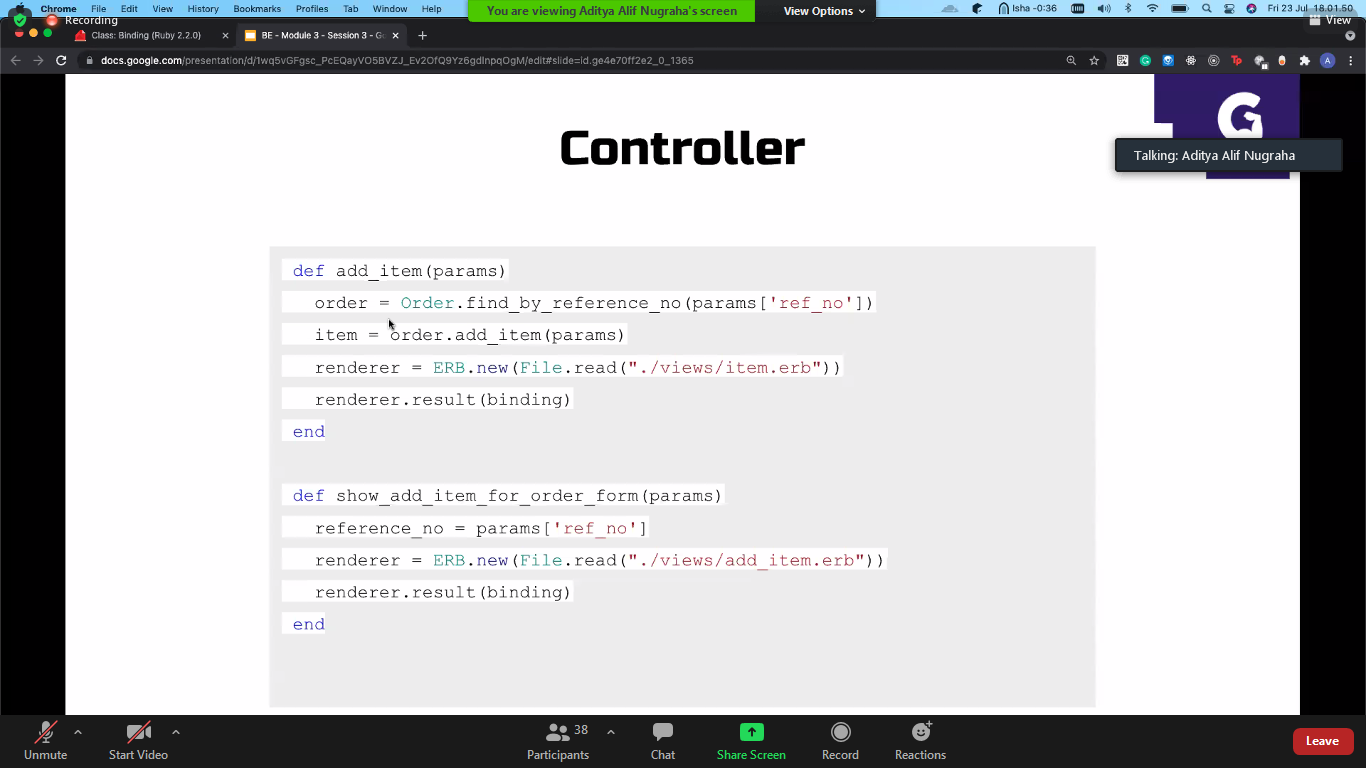 Chrome File Edit View History Bookmarks Profiles Tab Window Help
You are viewing Aditya Alif Nugraha's screen
View Options
Isha -0:36
Fri 23 Jul 18.01.50
Recording
View
Class: Binding (Ruby 2.2.0)
BE - Module 3 - Session 3 - Go
docs.google.com/presentation/d/1wq5vGFgsc_PcEQayVO5BVZJ_Ev2OfQ9Yz6gdInpqOgM/edit#slide=id.ge4e70ff2e2_0_1365
A
G
Controller
Talking: Aditya Alif Nugraha
def add_item(params)
order = Order.find_by_reference_no(params['ref_no'])
item = order.add_item(params)
renderer = ERB.new(File.read("./views/item.erb"))
renderer.result(binding)
end
def show_add_item_for_order_form(params)
reference_no = params['ref_no']
renderer = ERB.new(File.read("./views/add_item.erb"))
renderer.result(binding)
end
Unmute
Start Video
Participants 38
Chat
Share Screen
Record
Reactions
Leave